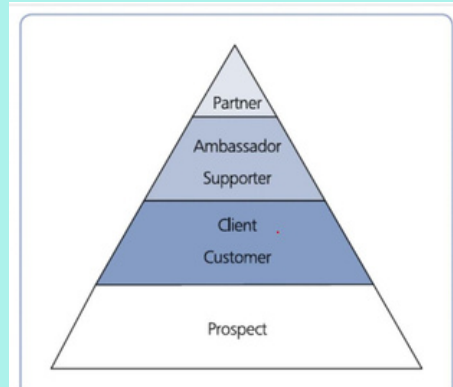 Partner
Ambassador
Supporter
Client
Customer
Prospect